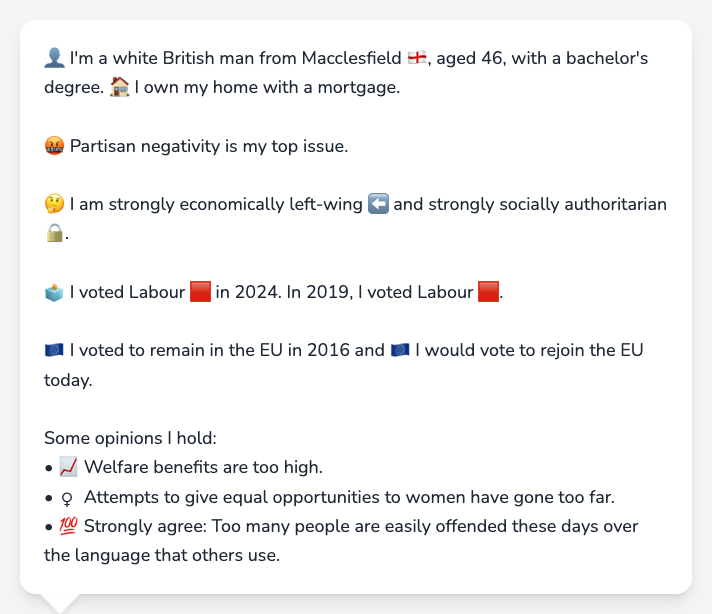 👤 I'm a white British man from Macclesfield 🏴󠁧󠁢󠁥󠁮󠁧󠁿, aged 46, with a bachelor's
degree. 🏠 I own my home with a mortgage.
🤬 Partisan negativity is my top issue.
🤔 I am strongly economically left-wing ⬅️ and strongly socially authoritarian
🔒.
🗳️ I voted Labour 🟥 in 2024. In 2019, I voted Labour 🟥.
🇪🇺 I voted to remain in the EU in 2016 and 🇪🇺 I would vote to rejoin the EU
today.
Some opinions I hold:
• 📈 Welfare benefits are too high.
• ♀ Attempts to give equal opportunities to women have gone too far.
• 💯 Strongly agree: Too many people are easily offended these days over
the language that others use.